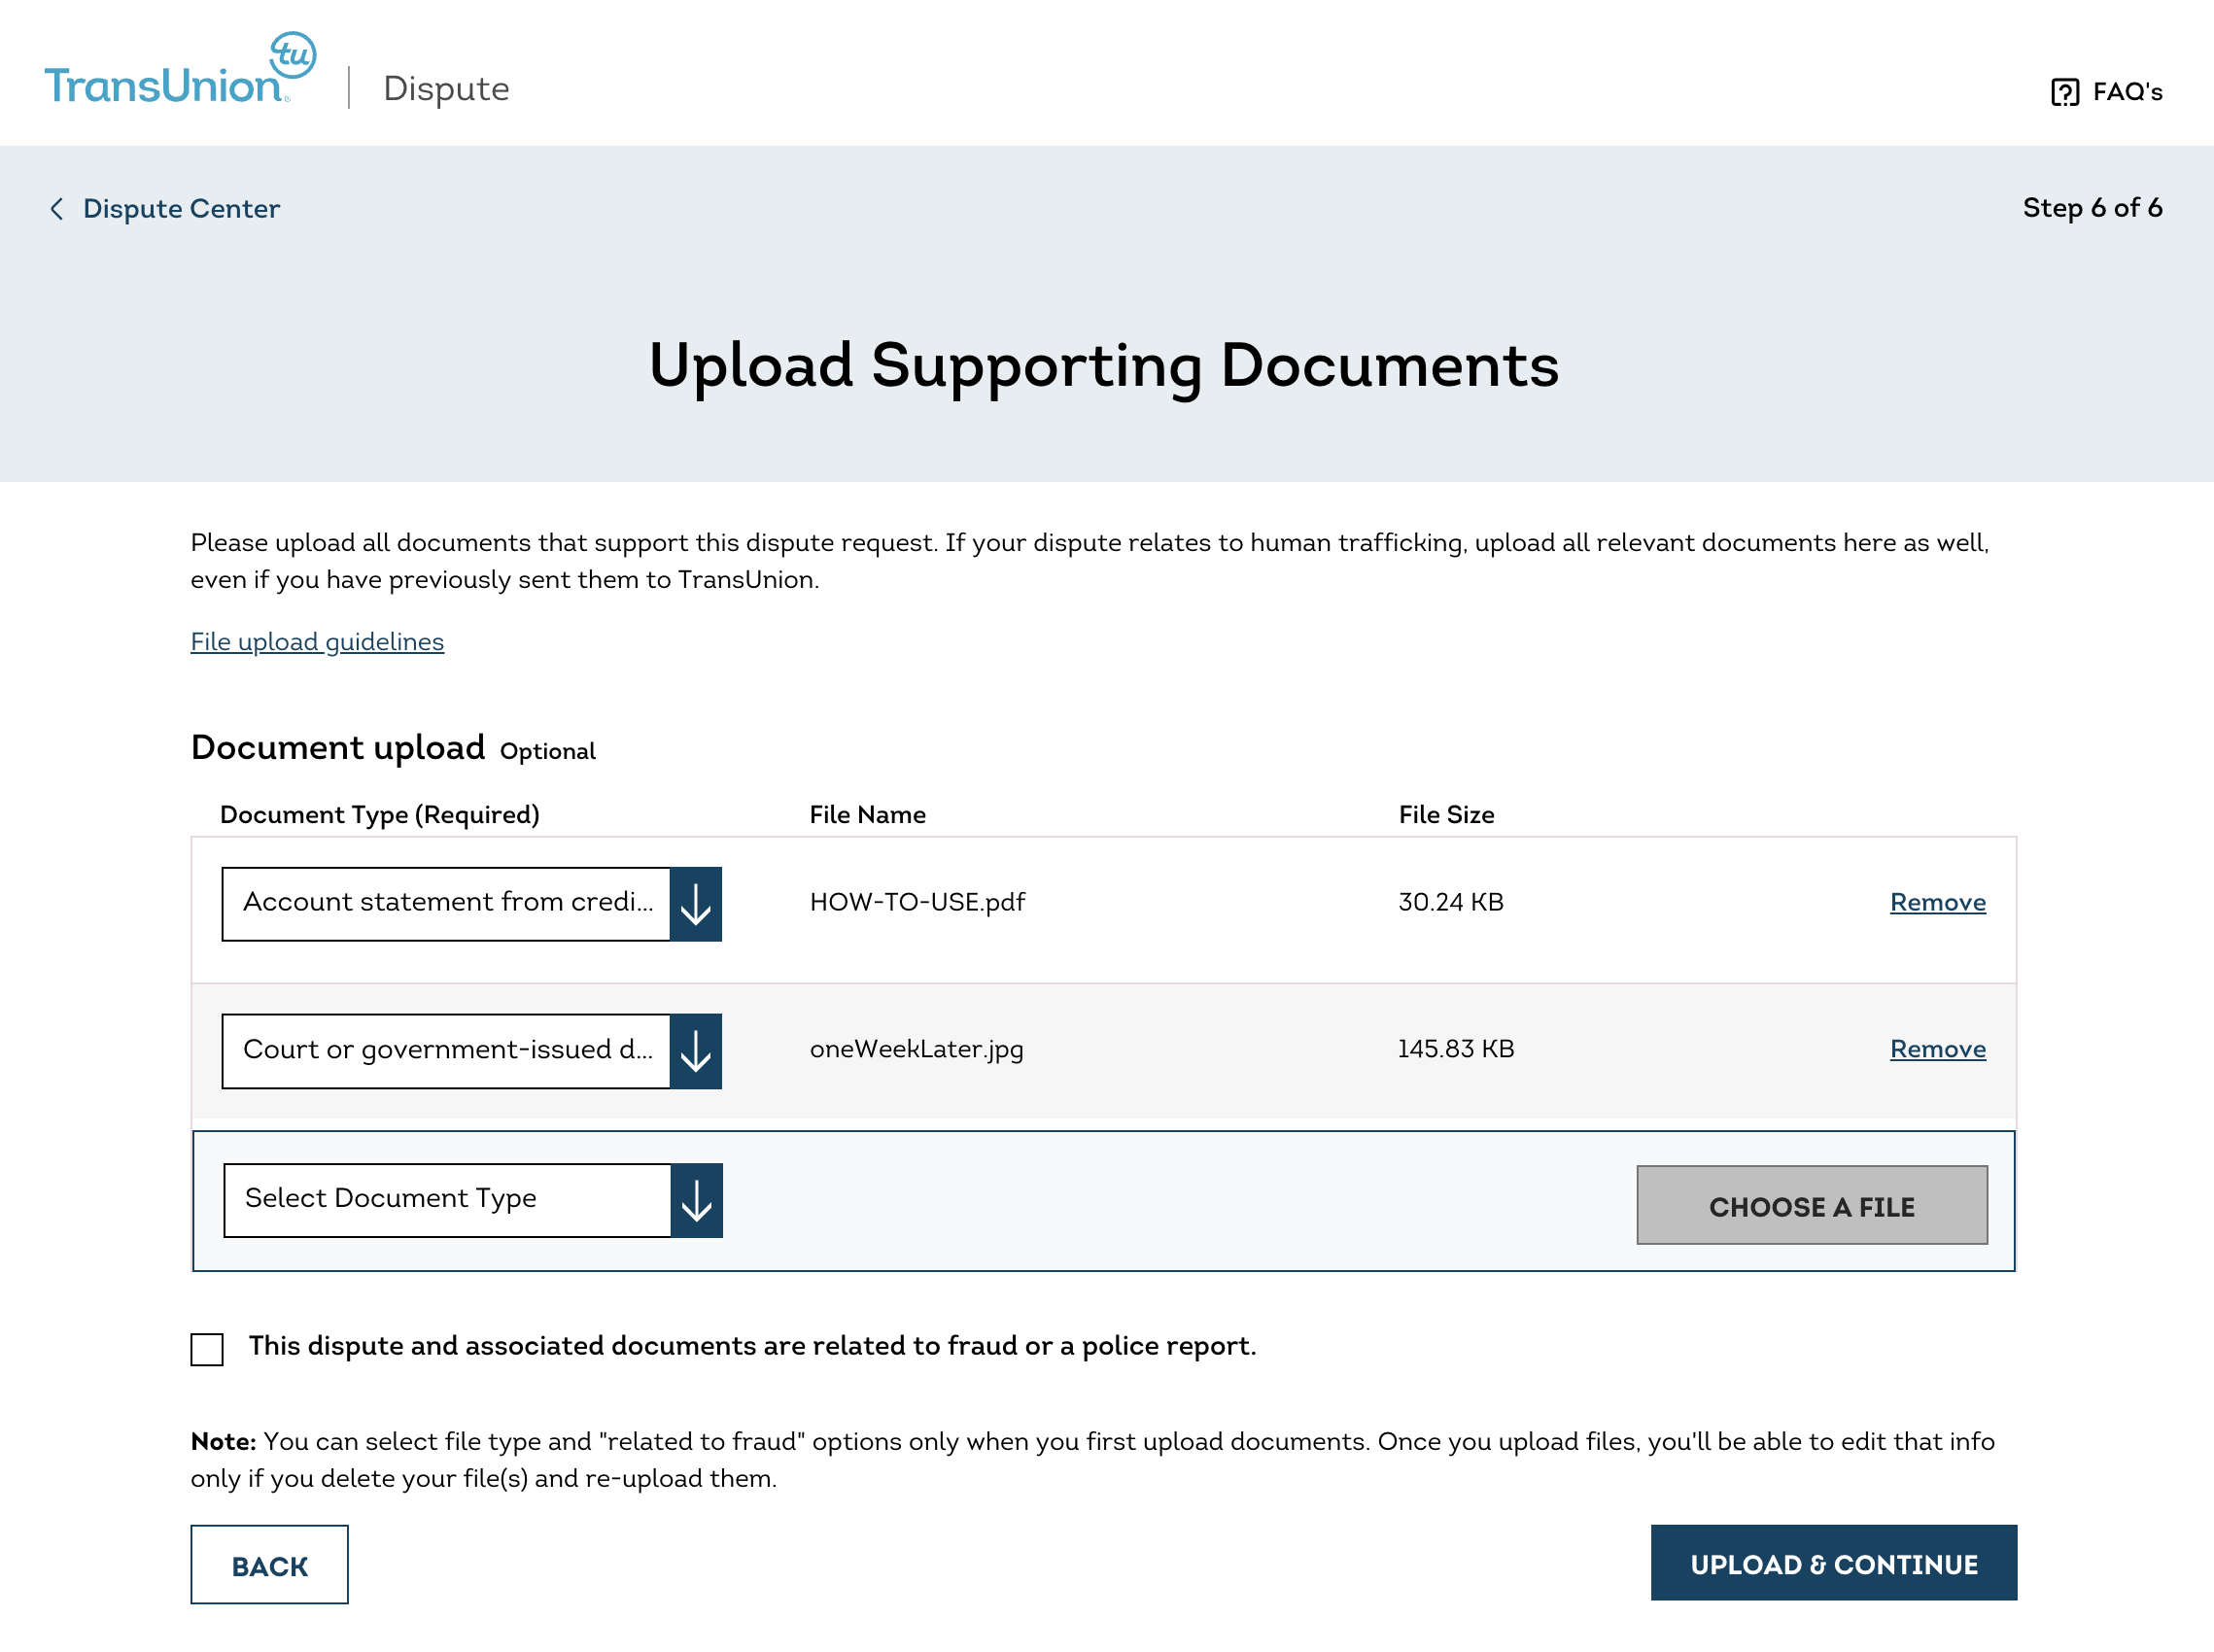 TransUnion
tu
Dispute
FAQ's
Dispute Center
Step 6 of 6
Upload Supporting Documents
Please upload all documents that support this dispute request. If your dispute relates to human trafficking, upload all relevant documents here as well,
even if you have previously sent them to TransUnion.
File upload guidelines
Document upload Optional
Document Type (Required) File Name File Size
Account statement from credi... HOW-TO-USE.pdf 30.24 KB Remove
Court or government-issued d... oneWeekLater.jpg 145.83 KB Remove
Select Document Type CHOOSE A FILE
This dispute and associated documents are related to fraud or a police report.
Note: You can select file type and "related to fraud" options only when you first upload documents. Once you upload files, you'll be able to edit that info
only if you delete your file(s) and re-upload them.
BACK UPLOAD & CONTINUE